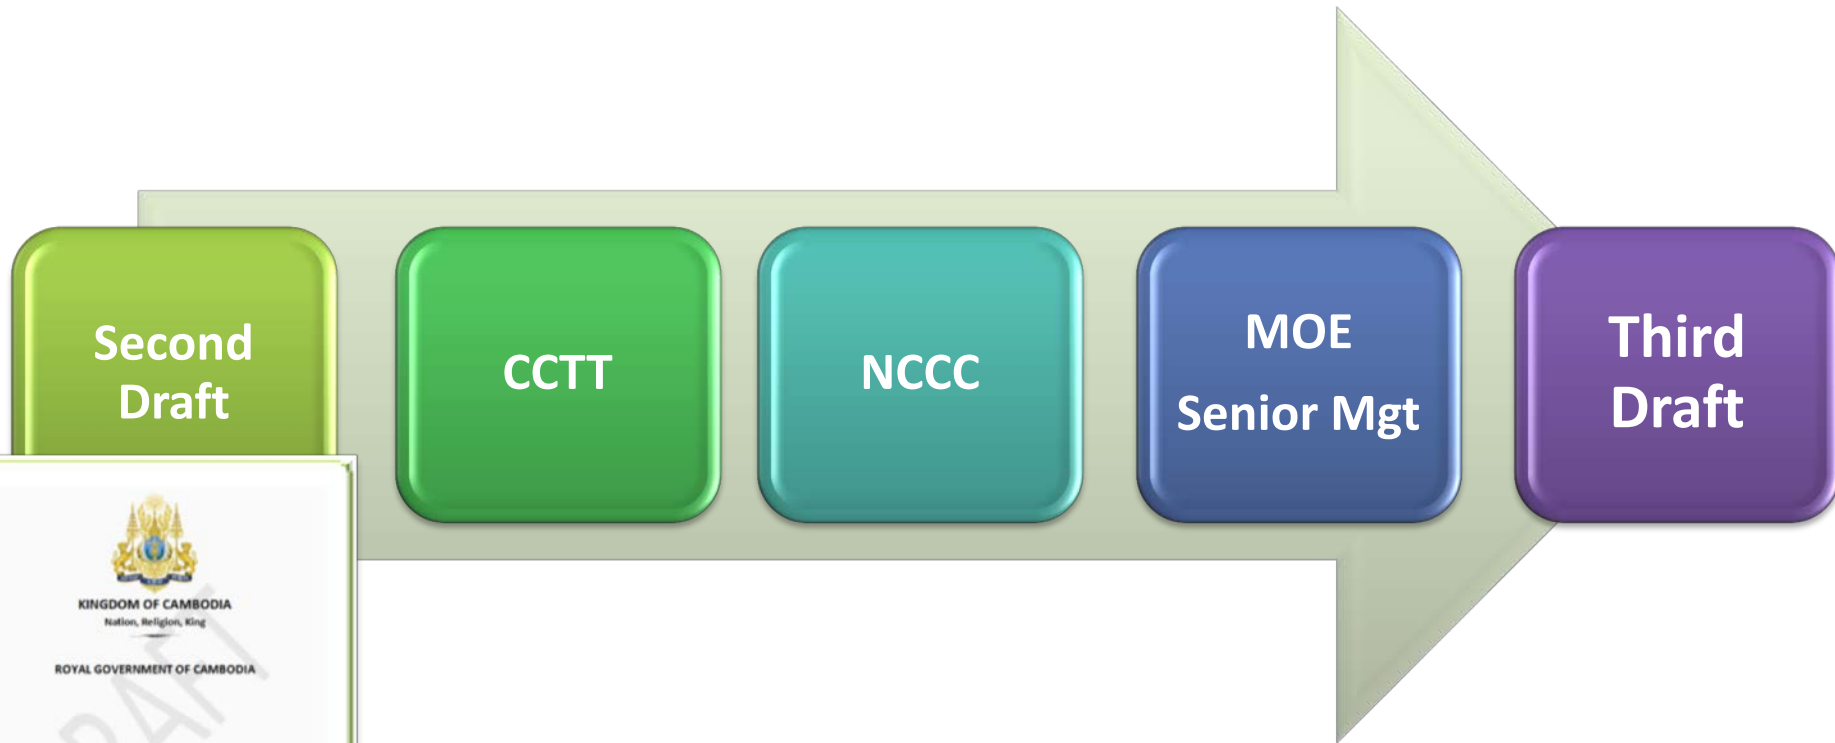 Second
Draft
CCTT
NCCC
MOE
Senior Mgt
Third
Draft
KINGDOM OF CAMBODIA
Nation, Religion, King
ROYAL GOVERNMENT OF CAMBODIA
DRAFT